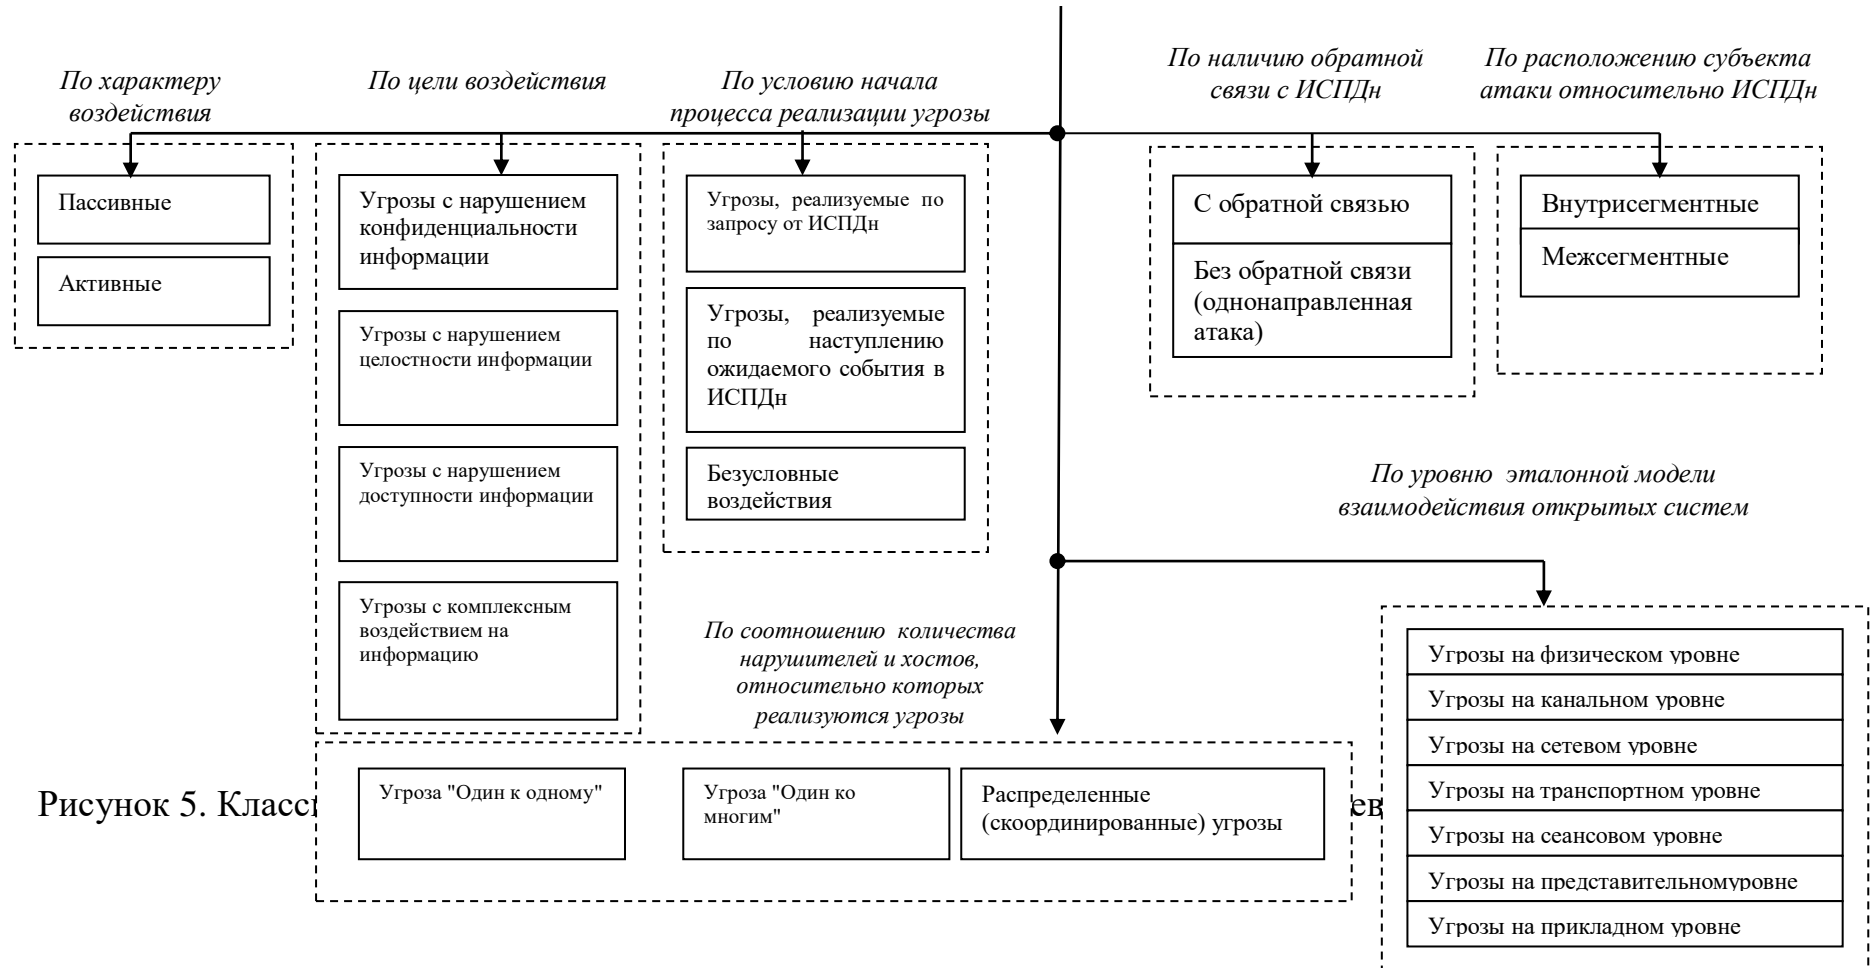 По характеру
воздействия
По цели воздействия
По условию начала
процесса реализации угрозы
По наличию обратной
связи с ИСПДн
По расположению субъекта
атаки относительно ИСПДн
Пассивные
Активные
Угрозы с нарушением
конфиденциальности
информации
Угрозы с нарушением
целостности информации
Угрозы с нарушением
доступности информации
Угрозы с комплексным
воздействием на
информацию
Угрозы, реализуемые по
запросу от ИСПДн
Угрозы, реализуемые
по наступлению
ожидаемого события в
ИСПДн
Безусловные
воздействия
С обратной связью
Без обратной связи
(однонаправленная
атака)
Внутрисегментные
Межсегментные
По уровню эталонной модели
взаимодействия открытых систем
Угрозы на физическом уровне
Угрозы на канальном уровне
Угрозы на сетевом уровне
Угрозы на транспортном уровне
Угрозы на сеансовом уровне
Угрозы на представительномуровне
Угрозы на прикладном уровне
По соотношению количества
нарушителей и хостов,
относительно которых
реализуются угрозы
Угроза "Один к одному"
Угроза "Один ко
многим"
Распределенные
(скоординированные) угрозы
Рисунок 5.